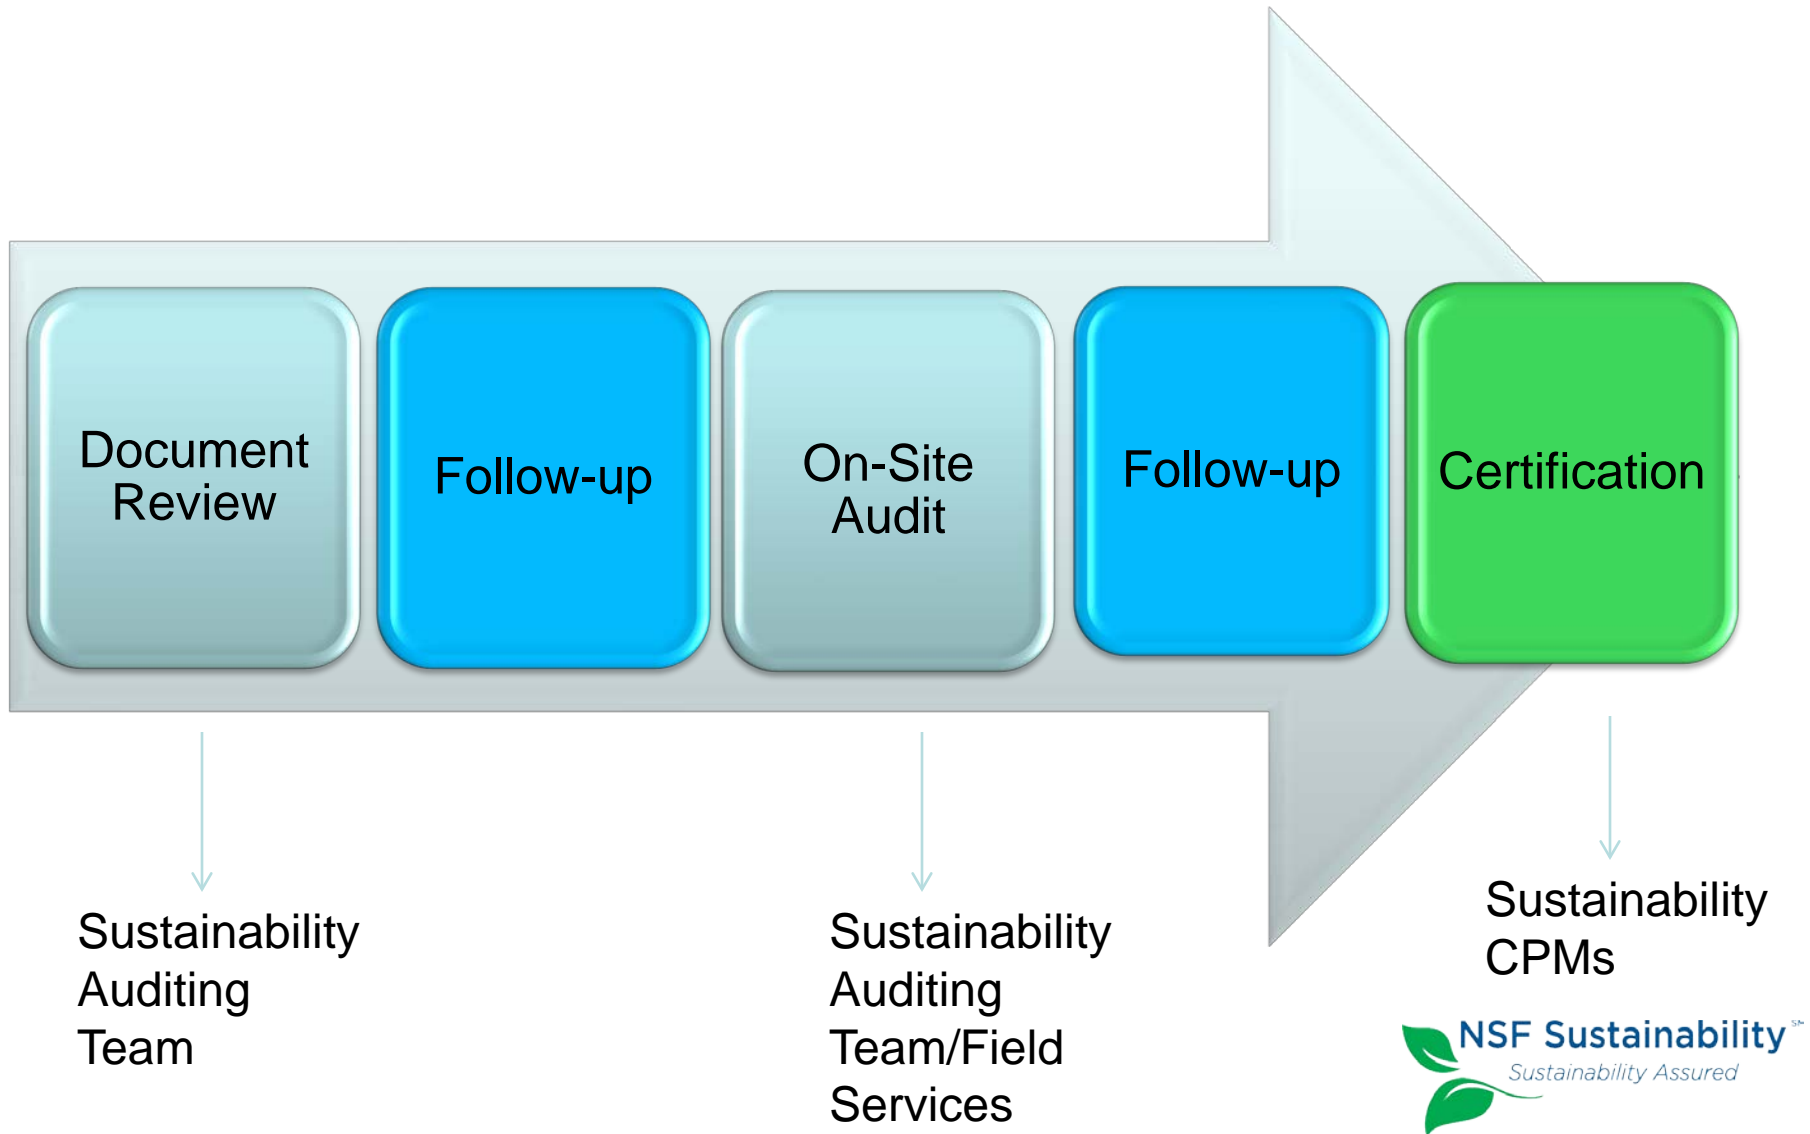 Document
Review
Follow-up
On-Site
Audit
Follow-up
Certification
Sustainability
Auditing
Team
Sustainability
Auditing
Team/Field
Services
Sustainability
CPMs
NSF Sustainability℠
Sustainability Assured